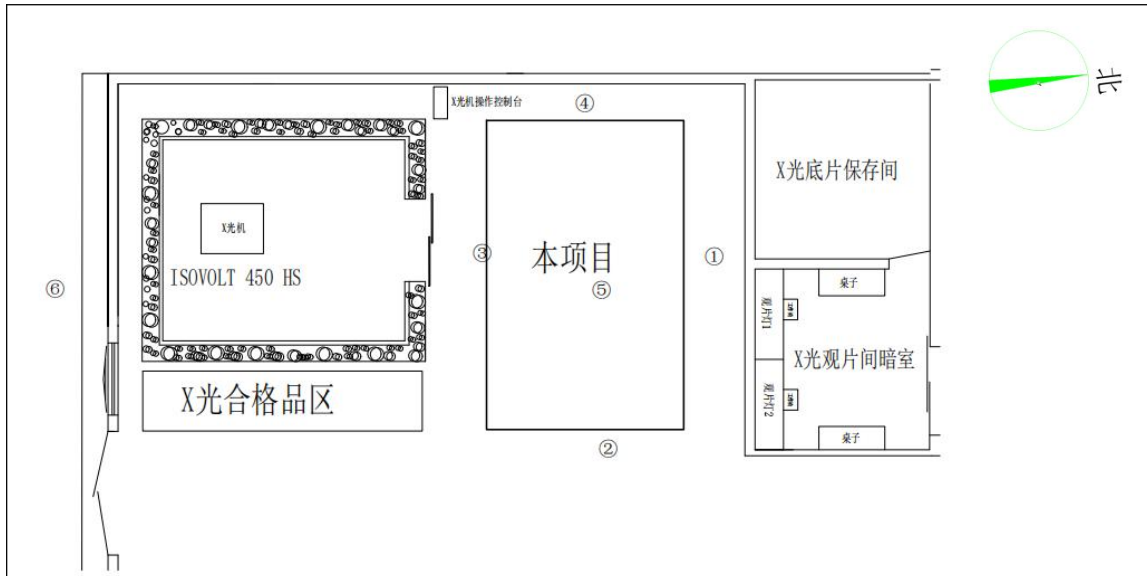 北
X光机操作控制台
④
X光底片保存间
X光机
③
本项目
①
ISOVOLT 450 HS
⑤
⑥
桌子
观片灯1
X光观片间暗室
X光合格品区
观片灯2
②
桌子